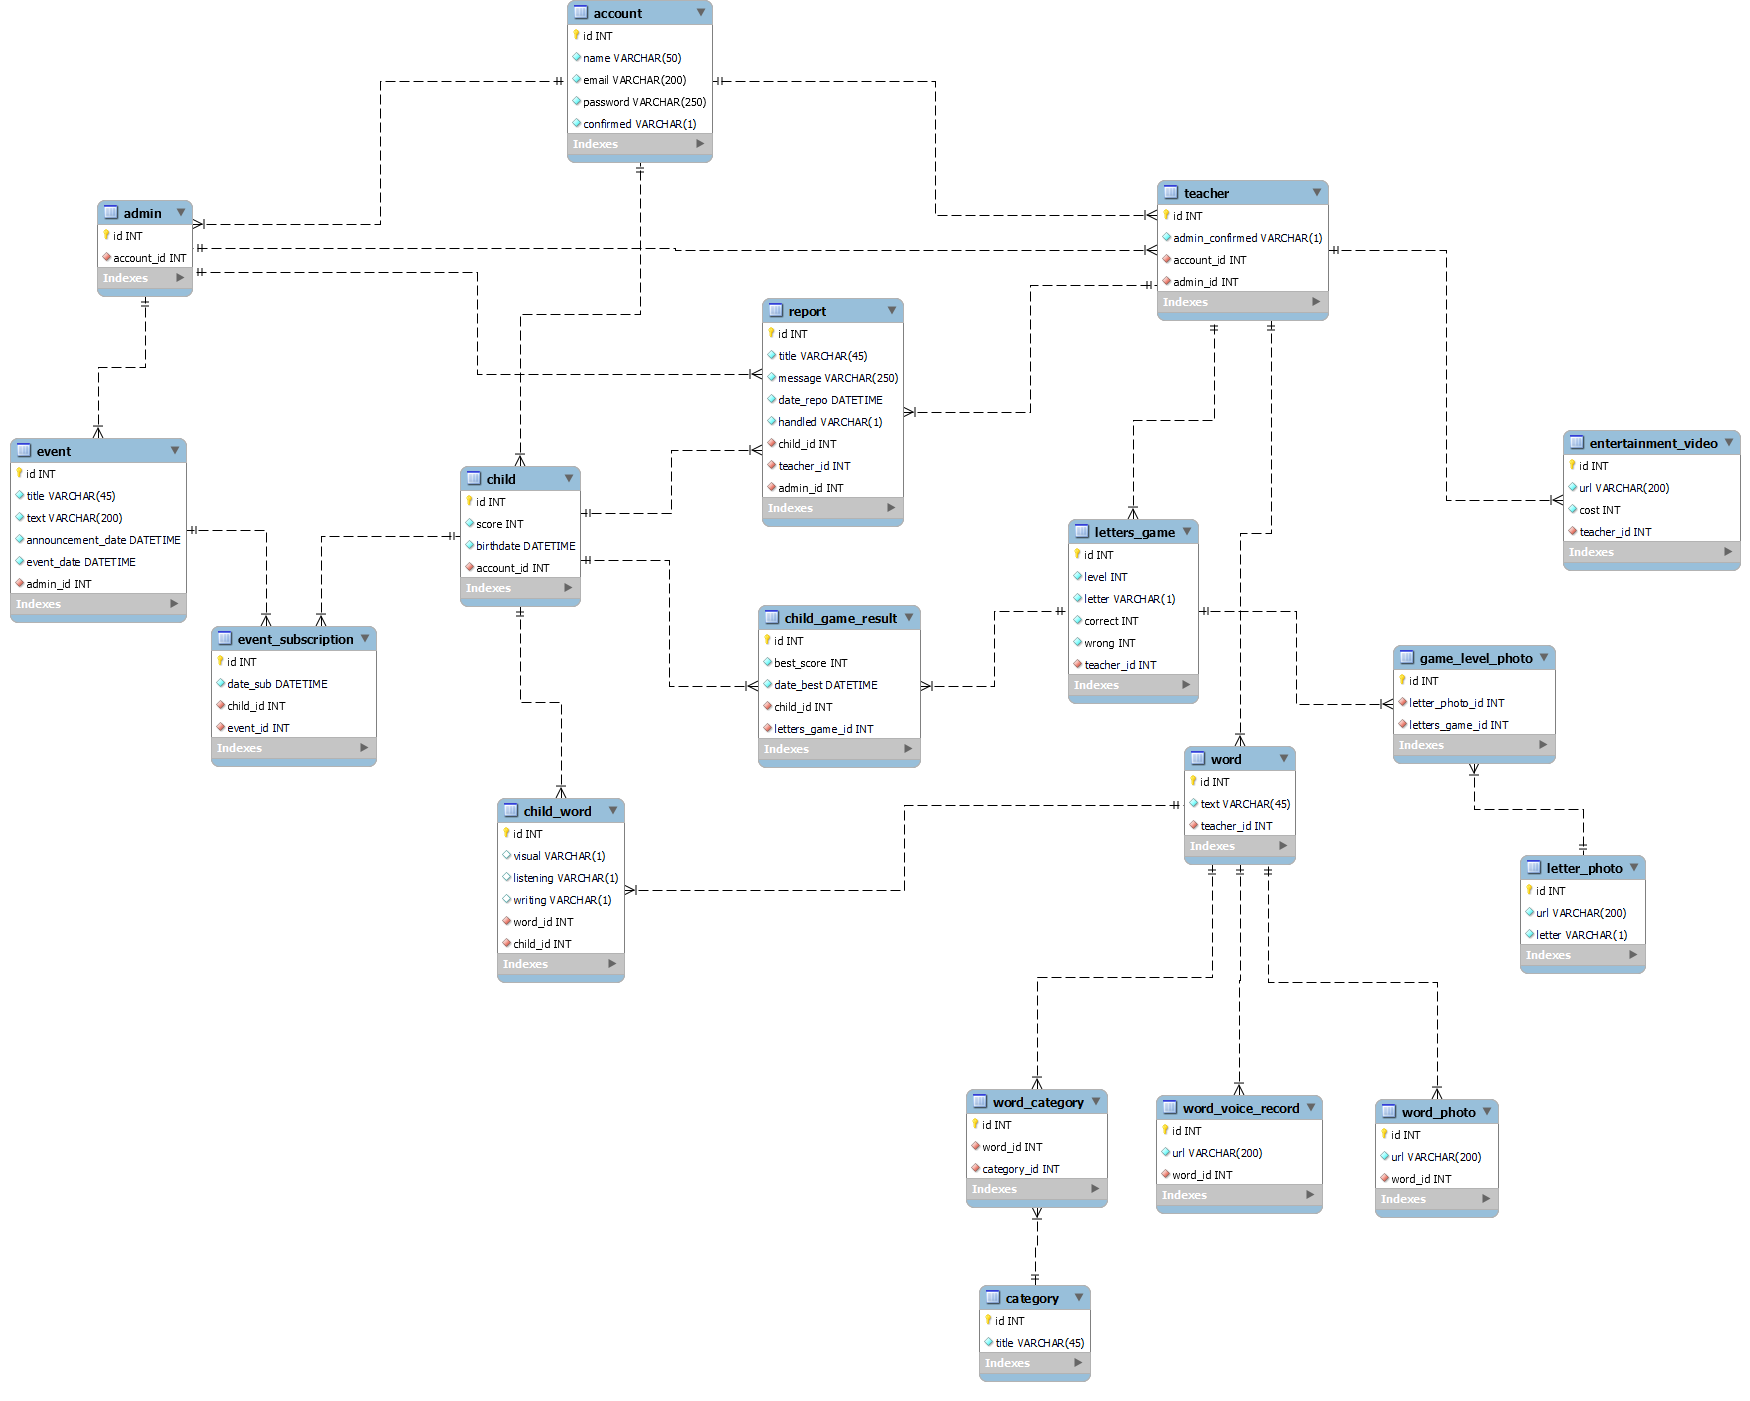 account
id INT
name VARCHAR(50)
email VARCHAR(200)
password VARCHAR(250)
confirmed VARCHAR(1)
Indexes
admin
id INT
account_id INT
Indexes
teacher
id INT
admin_confirmed VARCHAR(1)
account_id INT
admin_id INT
Indexes
report
id INT
title VARCHAR(45)
message VARCHAR(250)
date_repo DATETIME
handled VARCHAR(1)
child_id INT
teacher_id INT
admin_id INT
Indexes
event
id INT
title VARCHAR(45)
text VARCHAR(200)
announcement_date DATETIME
event_date DATETIME
admin_id INT
Indexes
child
id INT
score INT
birthdate DATETIME
account_id INT
Indexes
entertainment_video
id INT
url VARCHAR(200)
cost INT
teacher_id INT
Indexes
letters_game
id INT
level INT
letter VARCHAR(1)
correct INT
wrong INT
teacher_id INT
Indexes
event_subscription
id INT
date_sub DATETIME
child_id INT
event_id INT
Indexes
child_game_result
id INT
best_score INT
date_best DATETIME
child_id INT
letters_game_id INT
Indexes
game_level_photo
id INT
letter_photo_id INT
letters_game_id INT
Indexes
word
id INT
text VARCHAR(45)
teacher_id INT
Indexes
child_word
id INT
visual VARCHAR(1)
listening VARCHAR(1)
writing VARCHAR(1)
word_id INT
child_id INT
Indexes
letter_photo
id INT
url VARCHAR(200)
letter VARCHAR(1)
Indexes
word_category
id INT
word_id INT
category_id INT
Indexes
word_voice_record
id INT
url VARCHAR(200)
word_id INT
Indexes
word_photo
id INT
url VARCHAR(200)
word_id INT
Indexes
category
id INT
title VARCHAR(45)
Indexes